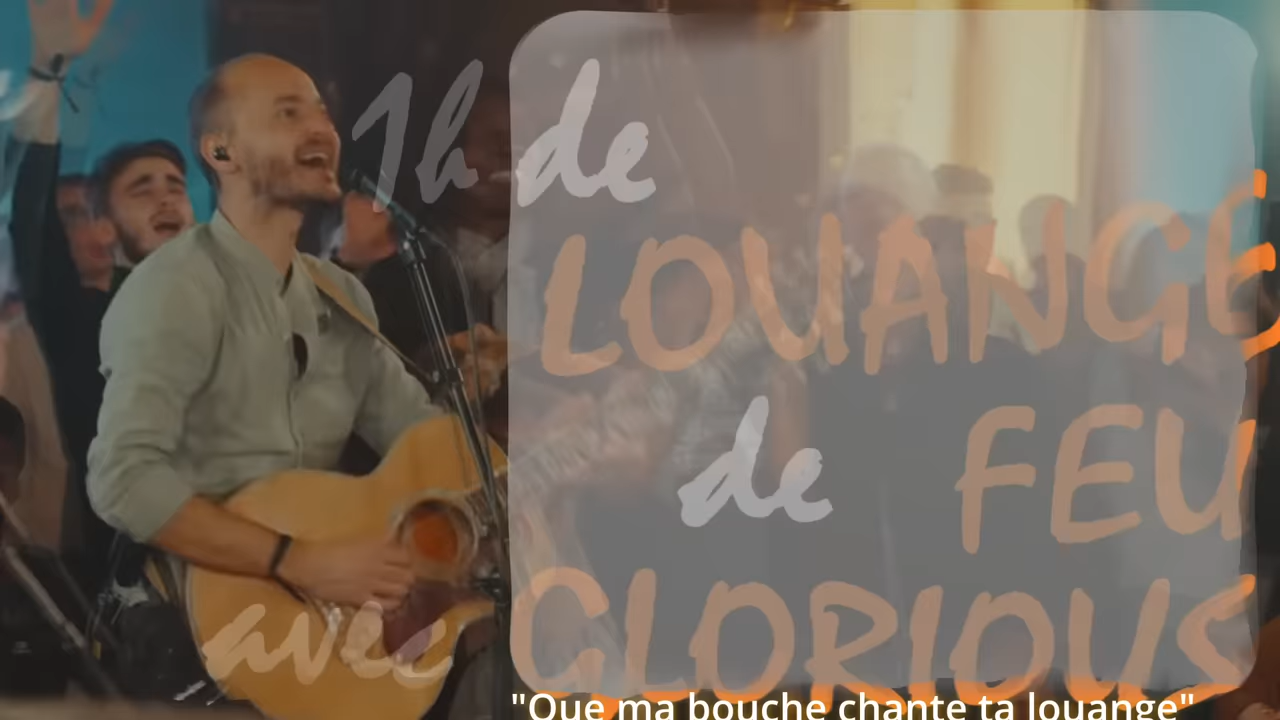 1h de
LOUANGE
de FEU
avec GLORIOUS
"Que ma bouche chante ta louange"